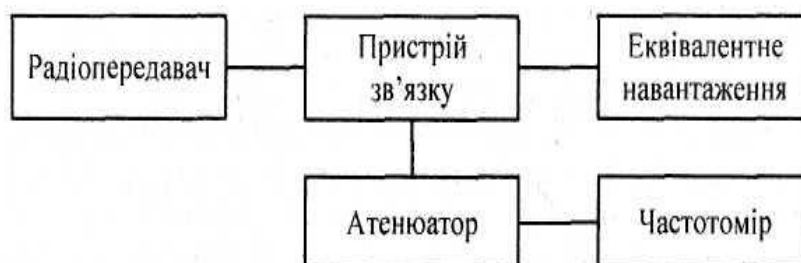 Радіопередавач
Пристрій
зв'язку
Еквівалентне
навантаження
Атенюатор
Частотомір